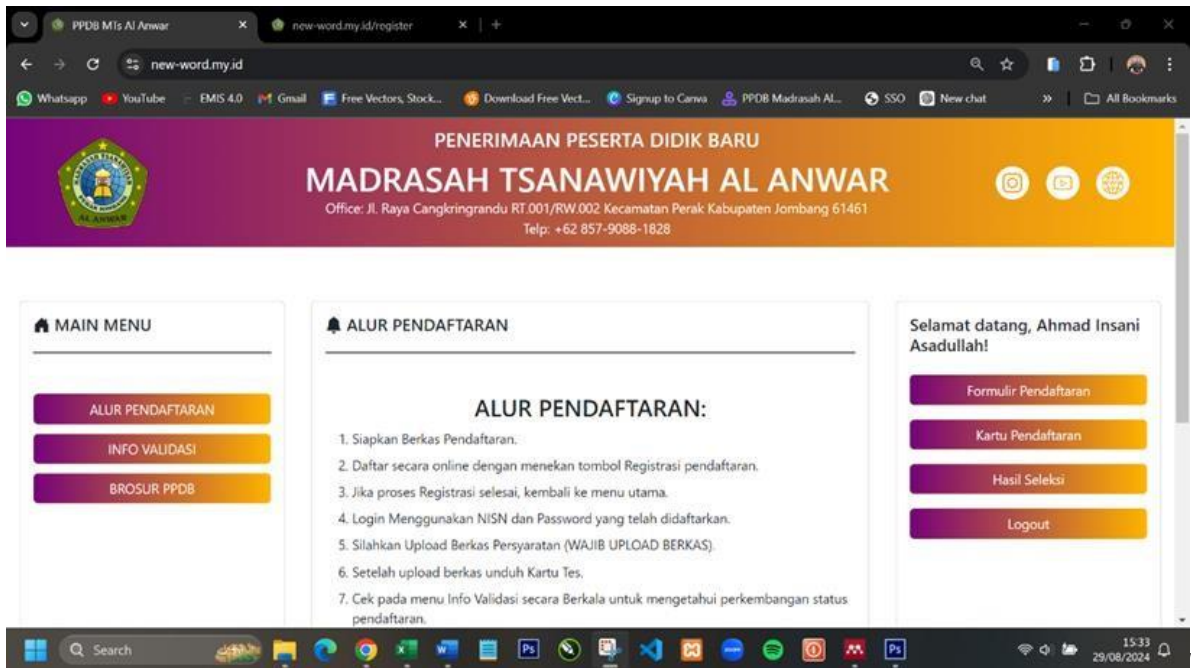 PPDB MTs Al Anwar
new-word.my.id/register
new-word.my.id
Whatsapp
YouTube
EMIS 4.0
Gmail
Free Vectors, Stock...
Download Free Vect...
Signup to Canva
PPDB Madrasah Al...
SSO
New chat
All Bookmarks
PENERIMAAN PESERTA DIDIK BARU
MADRASAH TSANAWIYAH AL ANWAR
Office: Jl. Raya Cangkringrandu RT.001/RW.002 Kecamatan Perak Kabupaten Jombang 61461
Telp: +62 857-9088-1828
AL ANWAR
MAIN MENU
ALUR PENDAFTARAN
INFO VALIDASI
BROSUR PPDB
ALUR PENDAFTARAN
ALUR PENDAFTARAN:
1. Siapkan Berkas Pendaftaran.
2. Daftar secara online dengan menekan tombol Registrasi pendaftaran.
3. Jika proses Registrasi selesai, kembali ke menu utama.
4. Login Menggunakan NISN dan Password yang telah didaftarkan.
5. Silahkan Upload Berkas Persyaratan (WAJIB UPLOAD BERKAS).
6. Setelah upload berkas unduh Kartu Tes.
7. Cek pada menu Info Validasi secara Berkala untuk mengetahui perkembangan status
pendaftaran.
Selamat datang, Ahmad Insani
Asadullah!
Formulir Pendaftaran
Kartu Pendaftaran
Hasil Seleksi
Logout
Search
15:33
29/08/2024